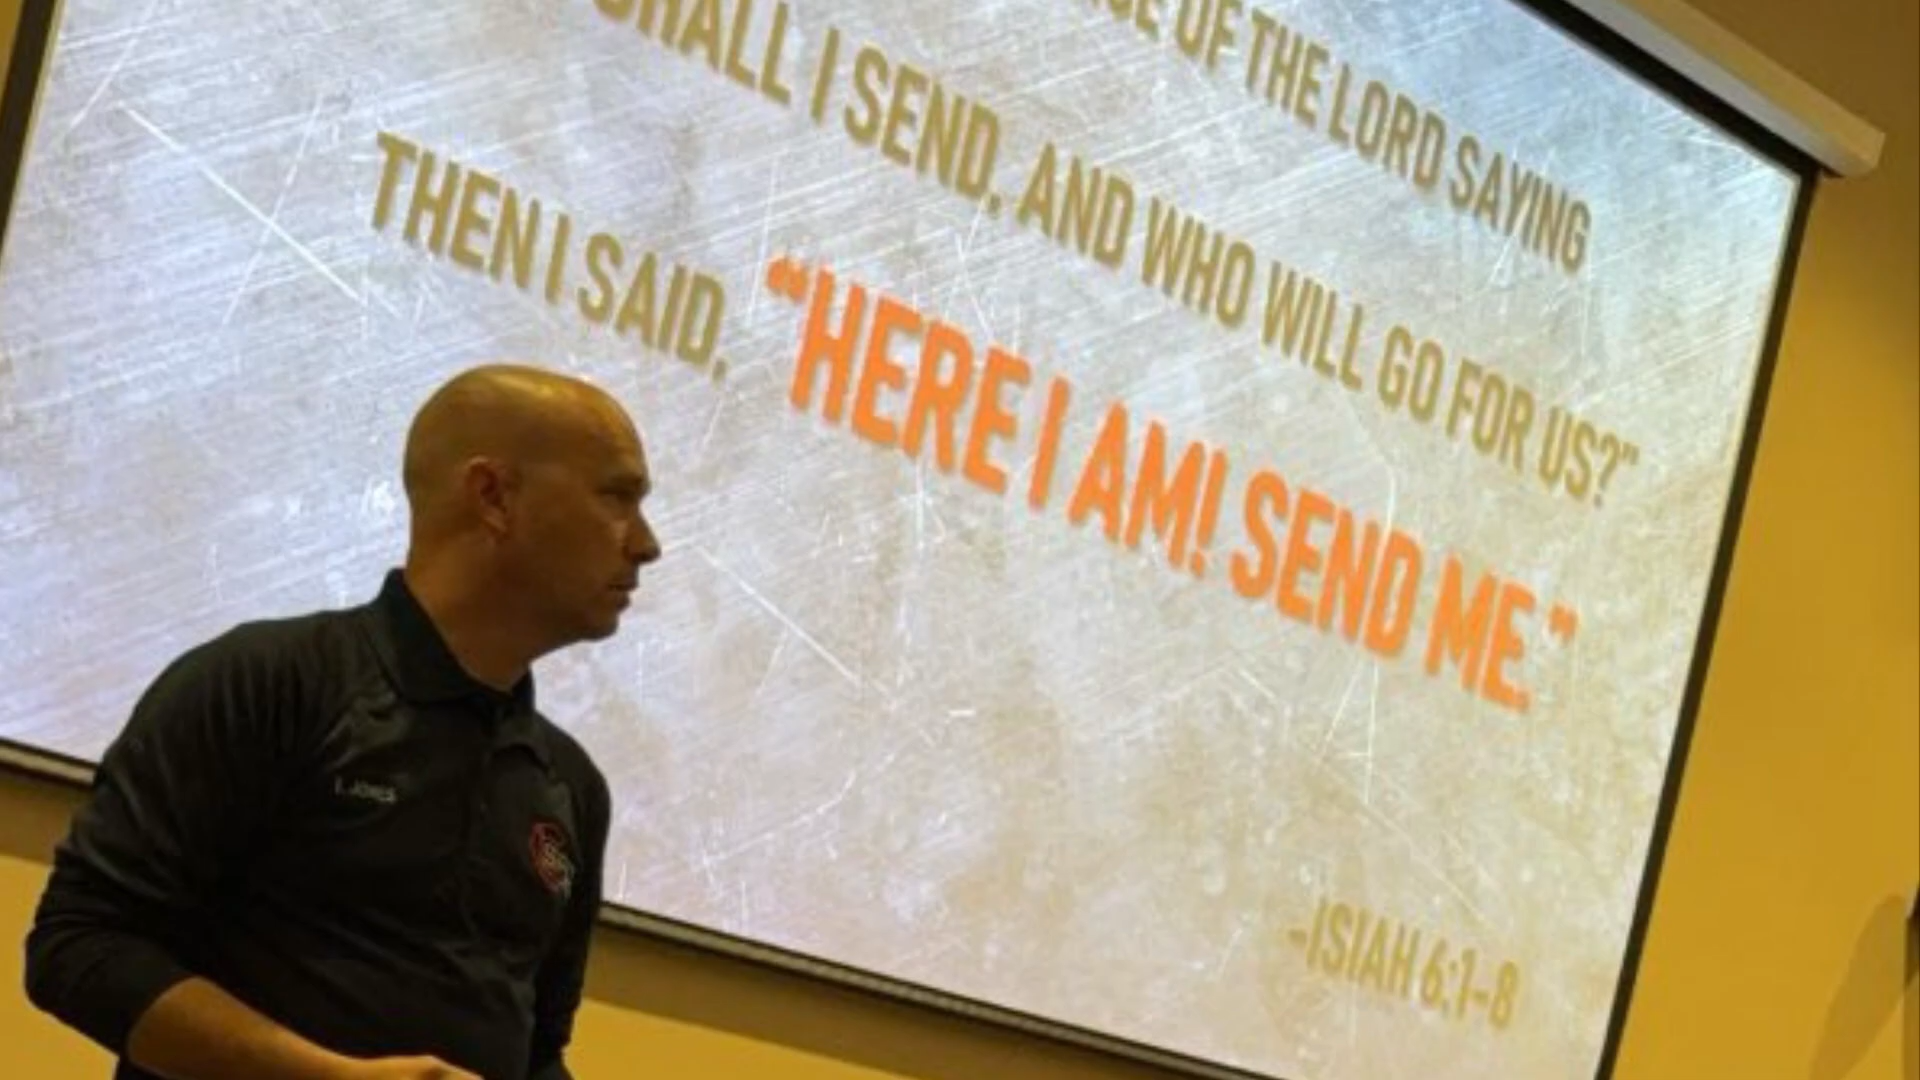 OF THE LORD SAYING
SHALL I SEND, AND WHO WILL GO FOR US?"
THEN I SAID, "HERE I AM! SEND ME."
-ISIAH 6:1-8
JONES